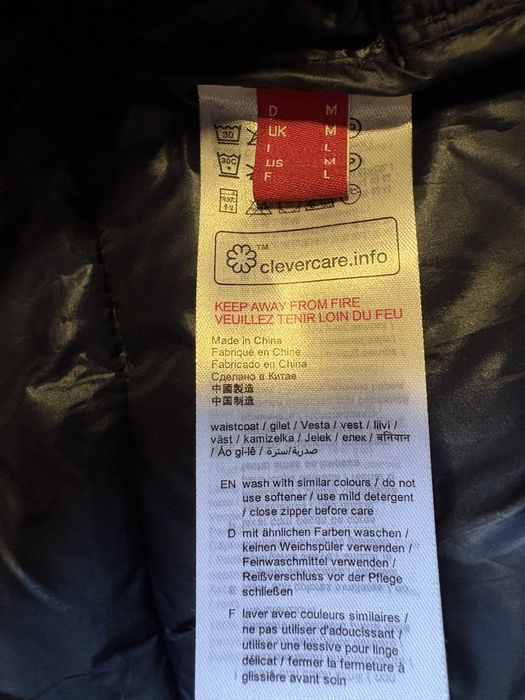 D M
UK M
I L
US M
F L
30
30C
TM
clevercare.info
KEEP AWAY FROM FIRE
VEUILLEZ TENIR LOIN DU FEU
Made in China
Fabriqué en Chine
Fabricado en China
Сделано в Китае
中國製造
中国制造
waistcoat / gilet / Vesta / vest / liivi /
väst / kamizelka / Jelek / елек / बनियान
/ Áo gi-lê / صدرية/سترة
EN wash with similar colours / do not
use softener / use mild detergent
/ close zipper before care
D mit ähnlichen Farben waschen /
keinen Weichspüler verwenden /
Feinwaschmittel verwenden /
Reißverschluss vor der Pflege
schließen
F laver avec couleurs similaires /
ne pas utiliser d'adoucissant /
utiliser une lessive pour linge
délicat / fermer la fermeture à
glissière avant soin